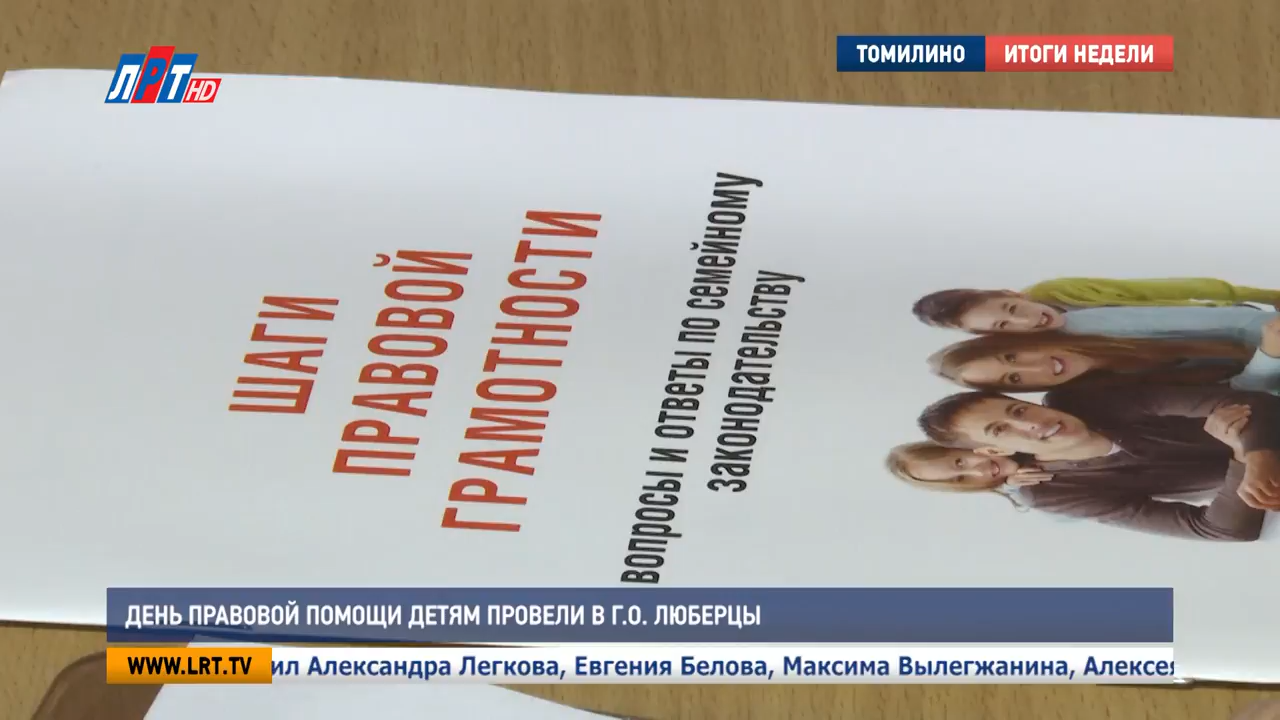 ЛРТ HD
ТОМИЛИНО
ИТОГИ НЕДЕЛИ
ШАГИ
ПРАВОВОЙ
ГРАМОТНОСТИ
вопросы и ответы по семейному
законодательству
ДЕНЬ ПРАВОВОЙ ПОМОЩИ ДЕТЯМ ПРОВЕЛИ В Г.О. ЛЮБЕРЦЫ
WWW.LRT.TV
ил Александра Легкова, Евгения Белова, Максима Вылегжанина, Алексея